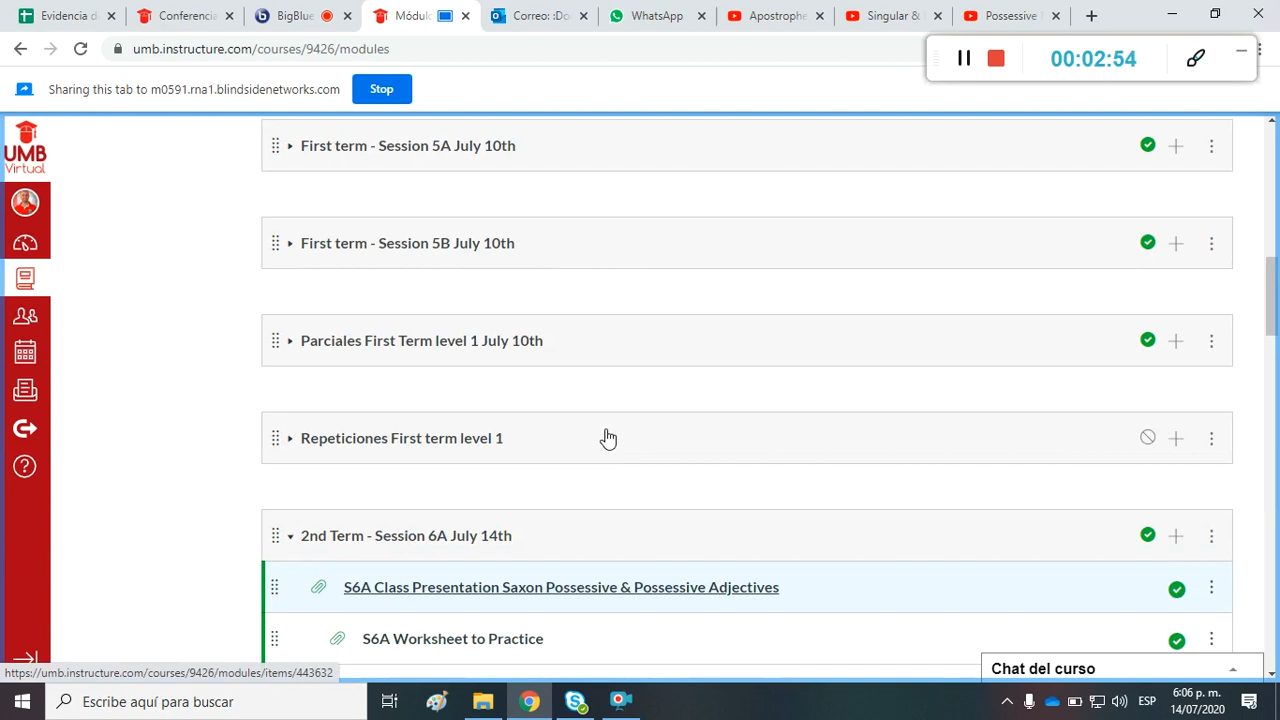 Evidencia d
Conferencia
BigBlue
Módulo
Correo: :Do
WhatsApp
Apostrophe
Singular & 
Possessive
umb.instructure.com/courses/9426/modules
00:02:54
Sharing this tab to m0591.rna1.blindsidenetworks.com
Stop
UMB
Virtual
First term - Session 5A July 10th
First term - Session 5B July 10th
Parciales First Term level 1 July 10th
Repeticiones First term level 1
2nd Term - Session 6A July 14th
S6A Class Presentation Saxon Possessive & Possessive Adjectives
S6A Worksheet to Practice
Chat del curso
https://umb.instructure.com/courses/9426/modules/items/443632
Escribe aquí para buscar
ESP
6:06 p. m.
14/07/2020